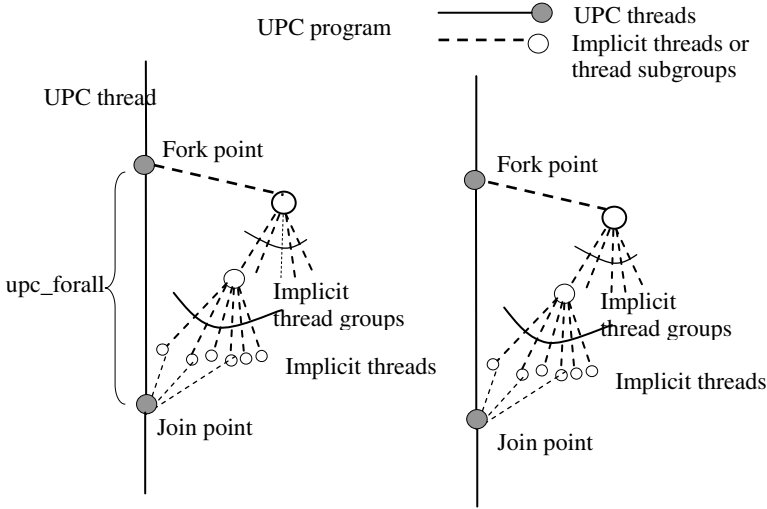 UPC program
UPC threads
Implicit threads or
thread subgroups
UPC thread
Fork point
upc_forall
Implicit
thread groups
Implicit threads
Join point
Fork point
Implicit
thread groups
Implicit threads
Join point